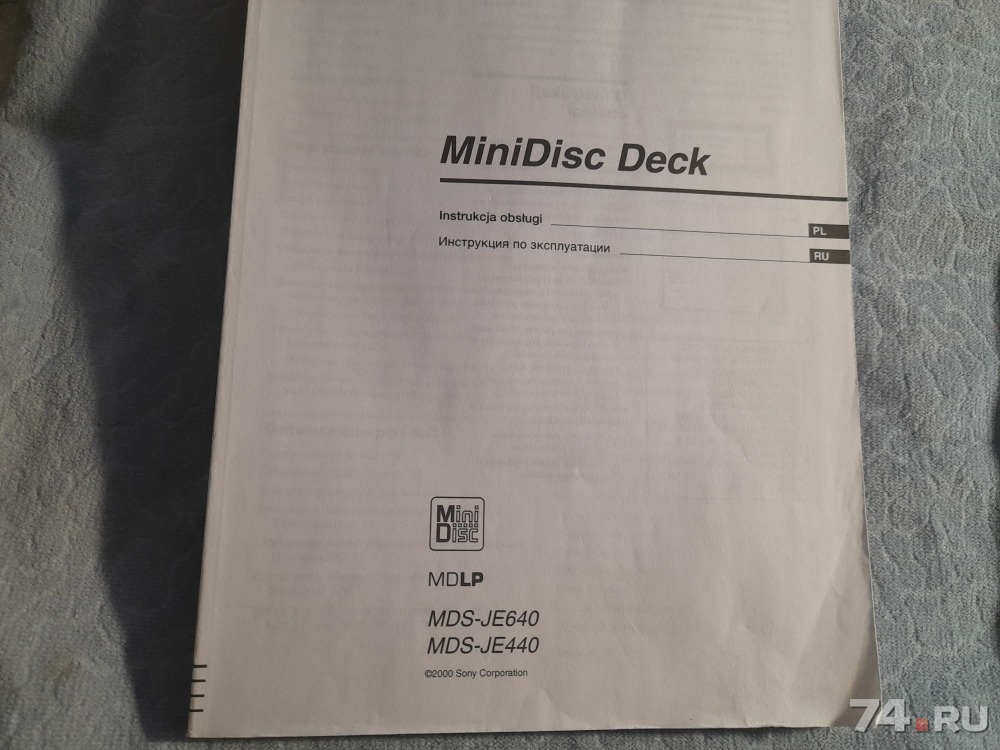 MiniDisc Deck
Instrukcja obsługi
PL
Инструкция по эксплуатации
RU
Mini
Disc
MDLP
MDS-JE640
MDS-JE440
©2000 Sony Corporation
74.RU